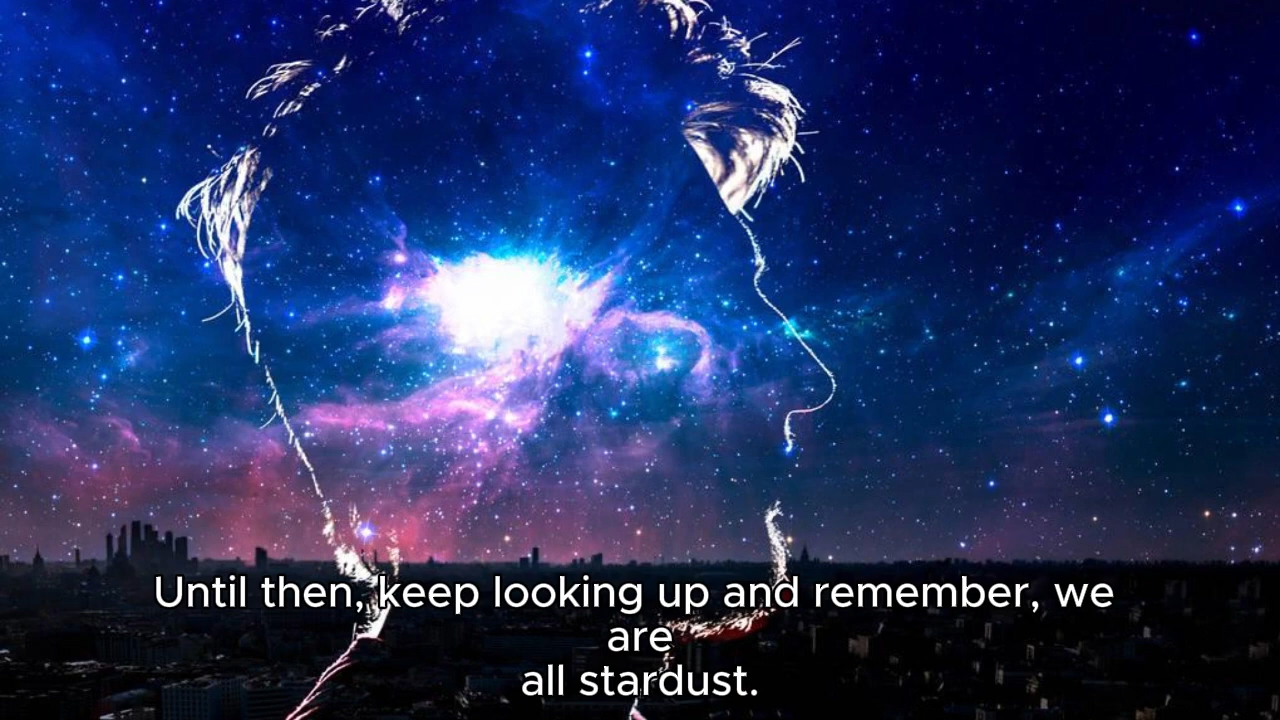 Until then, keep looking up and remember, we
are
all stardust.